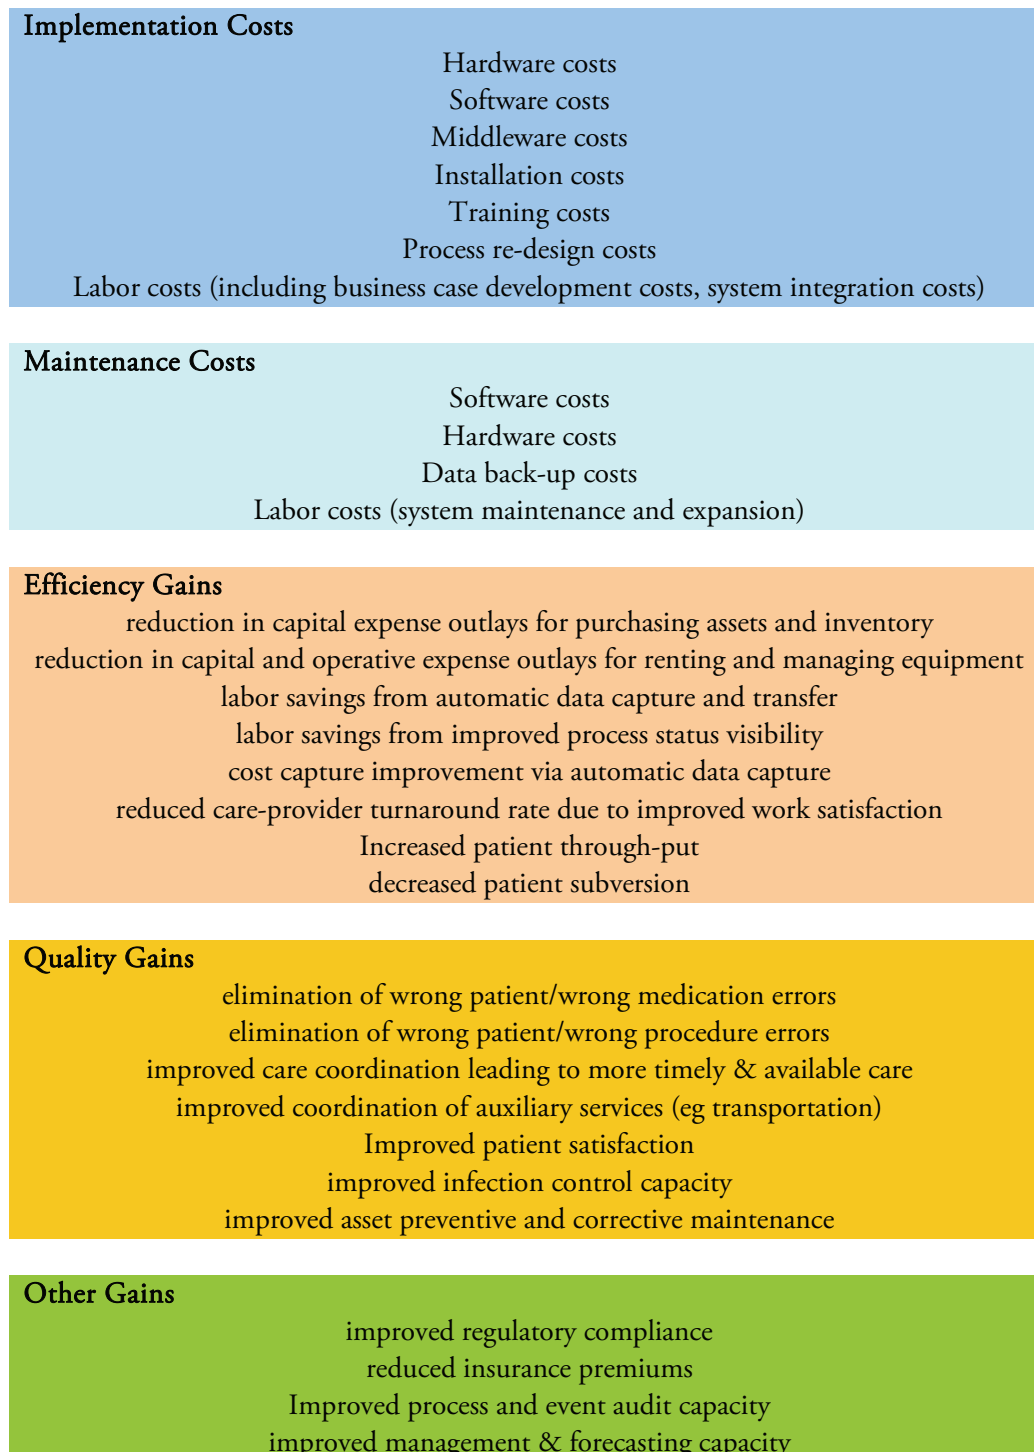 Implementation Costs
Hardware costs
Software costs
Middleware costs
Installation costs
Training costs
Process re-design costs
Labor costs (including business case development costs, system integration costs)
Maintenance Costs
Software costs
Hardware costs
Data back-up costs
Labor costs (system maintenance and expansion)
Efficiency Gains
reduction in capital expense outlays for purchasing assets and inventory
reduction in capital and operative expense outlays for renting and managing equipment
labor savings from automatic data capture and transfer
labor savings from improved process status visibility
cost capture improvement via automatic data capture
reduced care-provider turnaround rate due to improved work satisfaction
Increased patient through-put
decreased patient subversion
Quality Gains
elimination of wrong patient/wrong medication errors
elimination of wrong patient/wrong procedure errors
improved care coordination leading to more timely & available care
improved coordination of auxiliary services (eg transportation)
Improved patient satisfaction
improved infection control capacity
improved asset preventive and corrective maintenance
Other Gains
improved regulatory compliance
reduced insurance premiums
Improved process and event audit capacity
improved management & forecasting capacity